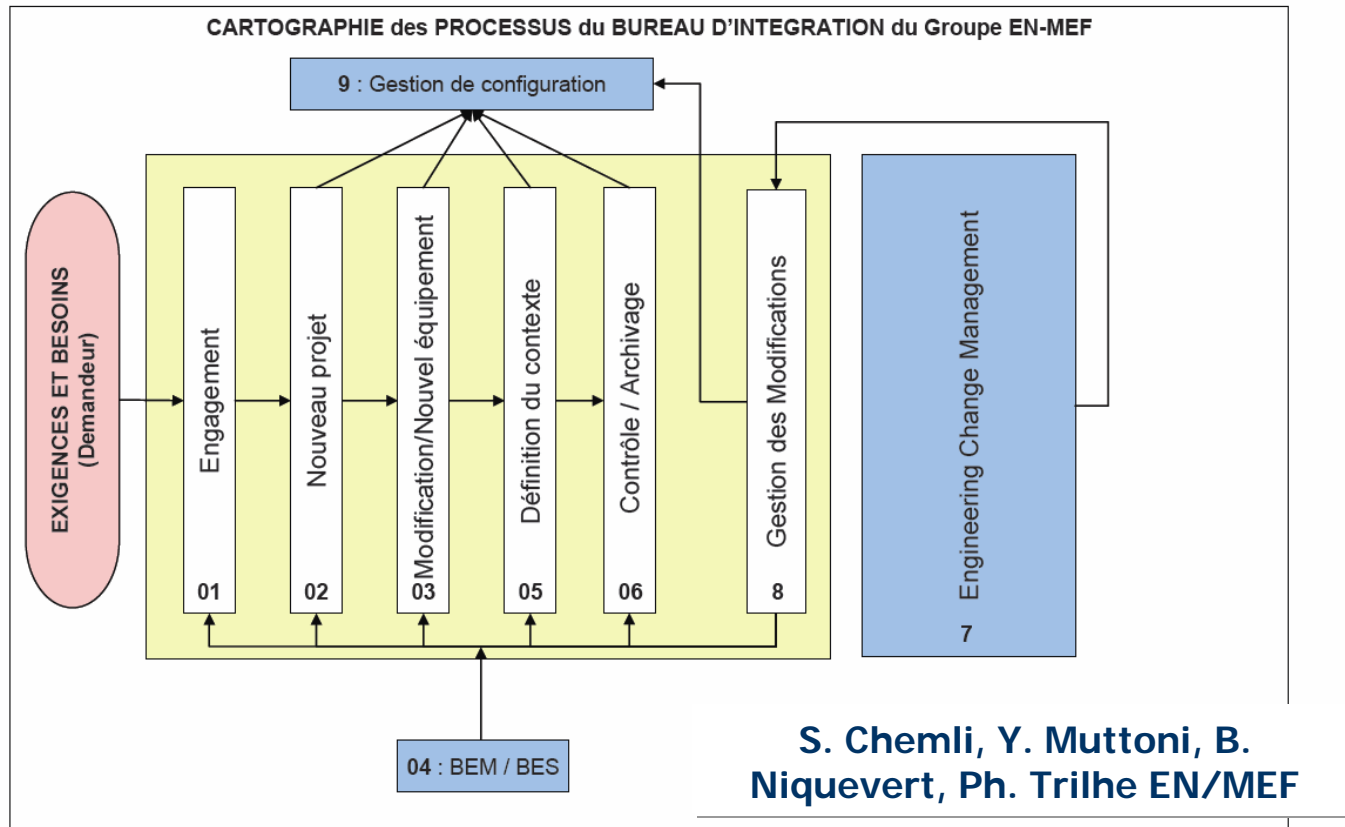 CARTOGRAPHIE des PROCESSUS du BUREAU D'INTEGRATION du Groupe EN-MEF
9 : Gestion de configuration
EXIGENCES ET BESOINS
(Demandeur)
Engagement
01
Nouveau projet
02
Modification/Nouvel équipement
03
Définition du contexte
05
Contrôle / Archivage
06
Gestion des Modifications
8
Engineering Change Management
7
04 : BEM / BES
S. Chemli, Y. Muttoni, B.
Niquevert, Ph. Trilhe EN/MEF